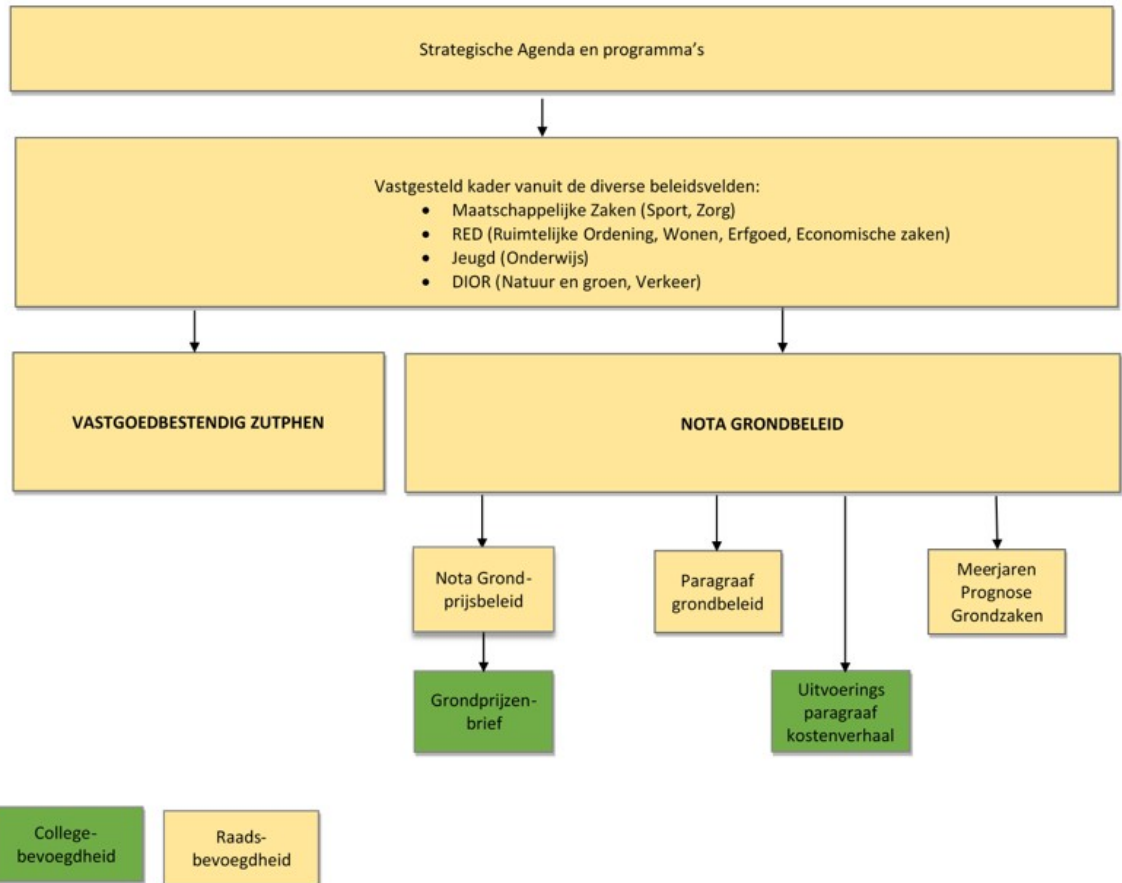 Strategische Agenda en programma's
Vastgesteld kader vanuit de diverse beleidsvelden:
• Maatschappelijke Zaken (Sport, Zorg)
• RED (Ruimtelijke Ordening, Wonen, Erfgoed, Economische zaken)
• Jeugd (Onderwijs)
• DIOR (Natuur en groen, Verkeer)
VASTGOEDBESTENDIG ZUTPHEN
NOTA GRONDBELEID
Nota Grond-
prijsbeleid
Paragraaf
grondbeleid
Meerjaren
Prognose
Grondzaken
Grondprijzen-
brief
Uitvoerings
paragraaf
kostenverhaal
College-
bevoegdheid
Raads-
bevoegdheid